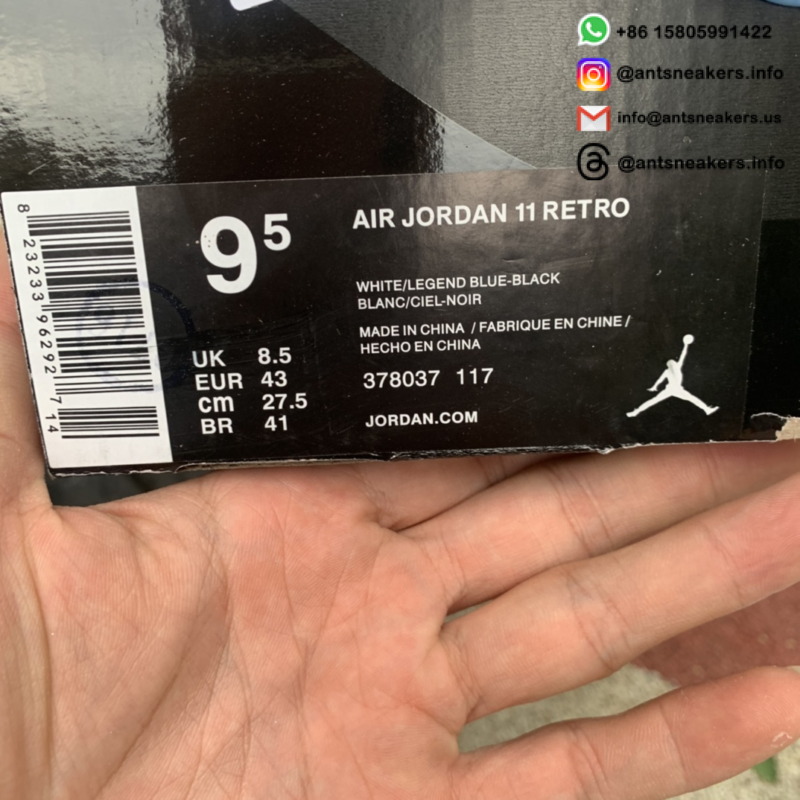 +86 15805991422
@antsneakers.info
info@antsneakers.us
@antsneakers.info
9⁵
AIR JORDAN 11 RETRO
WHITE/LEGEND BLUE-BLACK
BLANC/CIEL-NOIR
MADE IN CHINA / FABRIQUE EN CHINE /
HECHO EN CHINA
378037 117
JORDAN.COM
UK 8.5
EUR 43
cm 27.5
BR 41
8 23233 96292 7 14